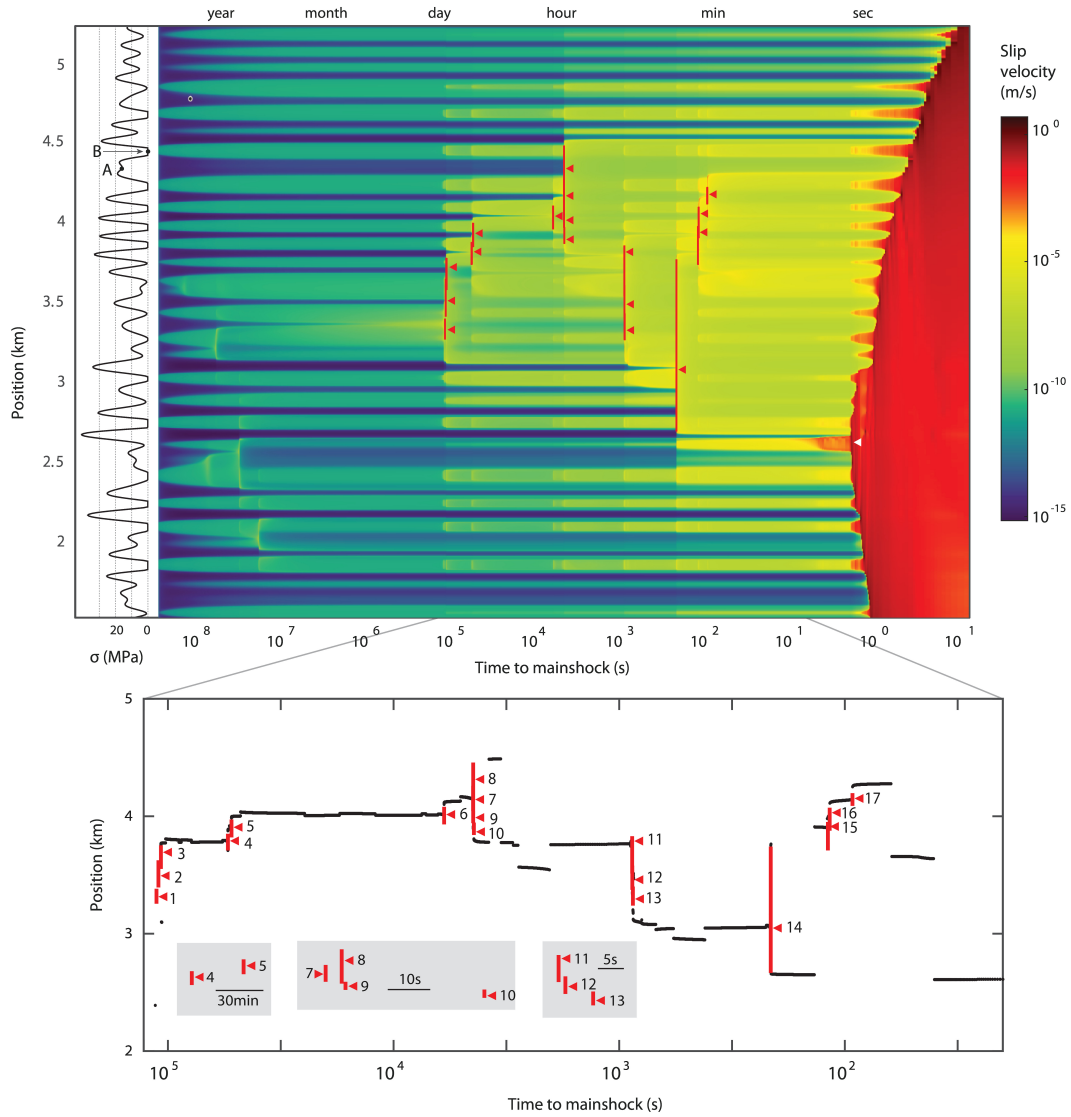 year month day hour min sec
Slip
velocity
(m/s)
10^0
10^-5
10^-10
10^-15
Position (km)
5
4.5
4
3.5
3
2.5
2
B
A
20 0
σ (MPa)
10^8 10^7 10^6 10^5 10^4 10^3 10^2 10^1 10^0 10^1
Time to mainshock (s)
Position (km)
5
4
3
2
1
2
3
4
5
6
7
8
9
10
11
12
13
14
15
16
17
4
5
30min
7
8
9
10
10s
11
12
13
5s
10^5 10^4 10^3 10^2
Time to mainshock (s)